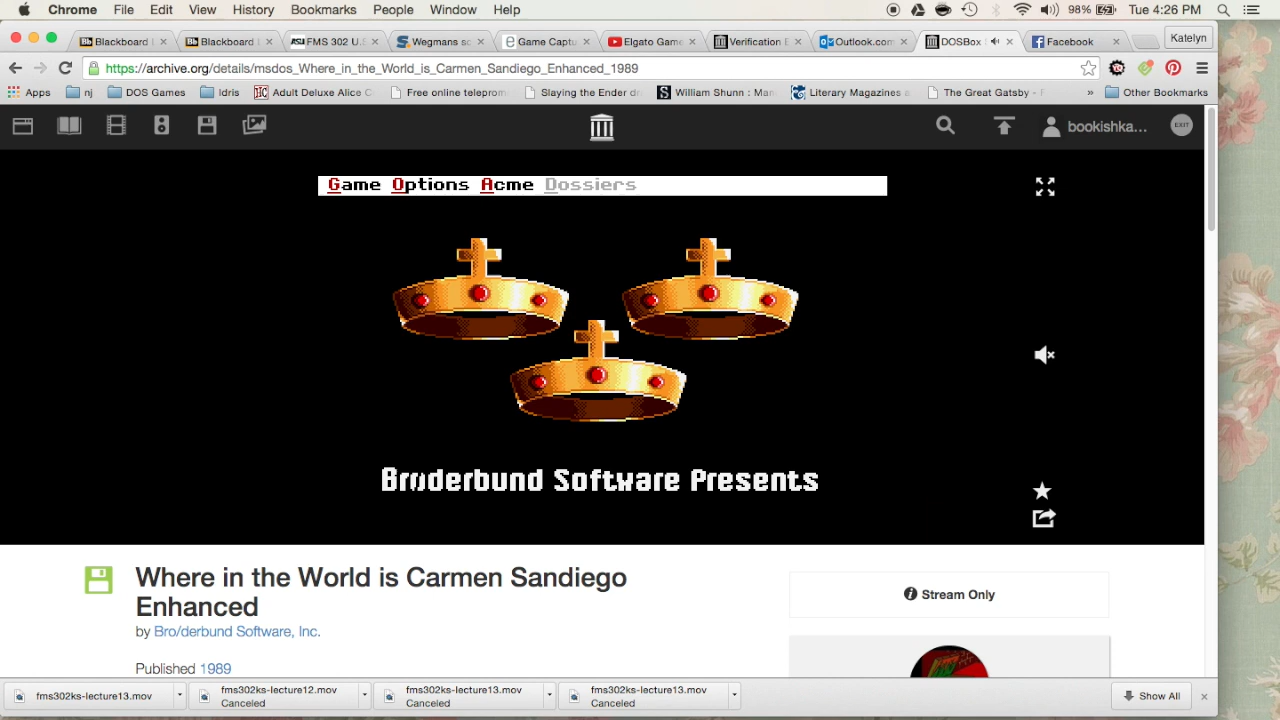 Chrome File Edit View History Bookmarks People Window Help 98% Tue 4:26 PM
Blackboard Blackboard FMS 302 U. Wegmans Game Captu YouTube Elgato Game Verification Outlook.com DOSBox Facebook Katelyn
https://archive.org/details/msdos_Where_in_the_World_is_Carmen_Sandiego_Enhanced_1989
Apps nj DOS Games Idris Adult Deluxe Alice C Free online teleprom Slaying the Ender dr William Shunn : Man Literary Magazines a The Great Gatsby - F » Other Bookmarks
bookishka... EXIT
Game Options Acme Dossiers
Broderbund Software Presents
Where in the World is Carmen Sandiego
Enhanced
Stream Only
by Bro/derbund Software, Inc.
Published 1989
fms302ks-lecture13.mov fms302ks-lecture12.mov fms302ks-lecture13.mov fms302ks-lecture13.mov Show All
Canceled Canceled Canceled